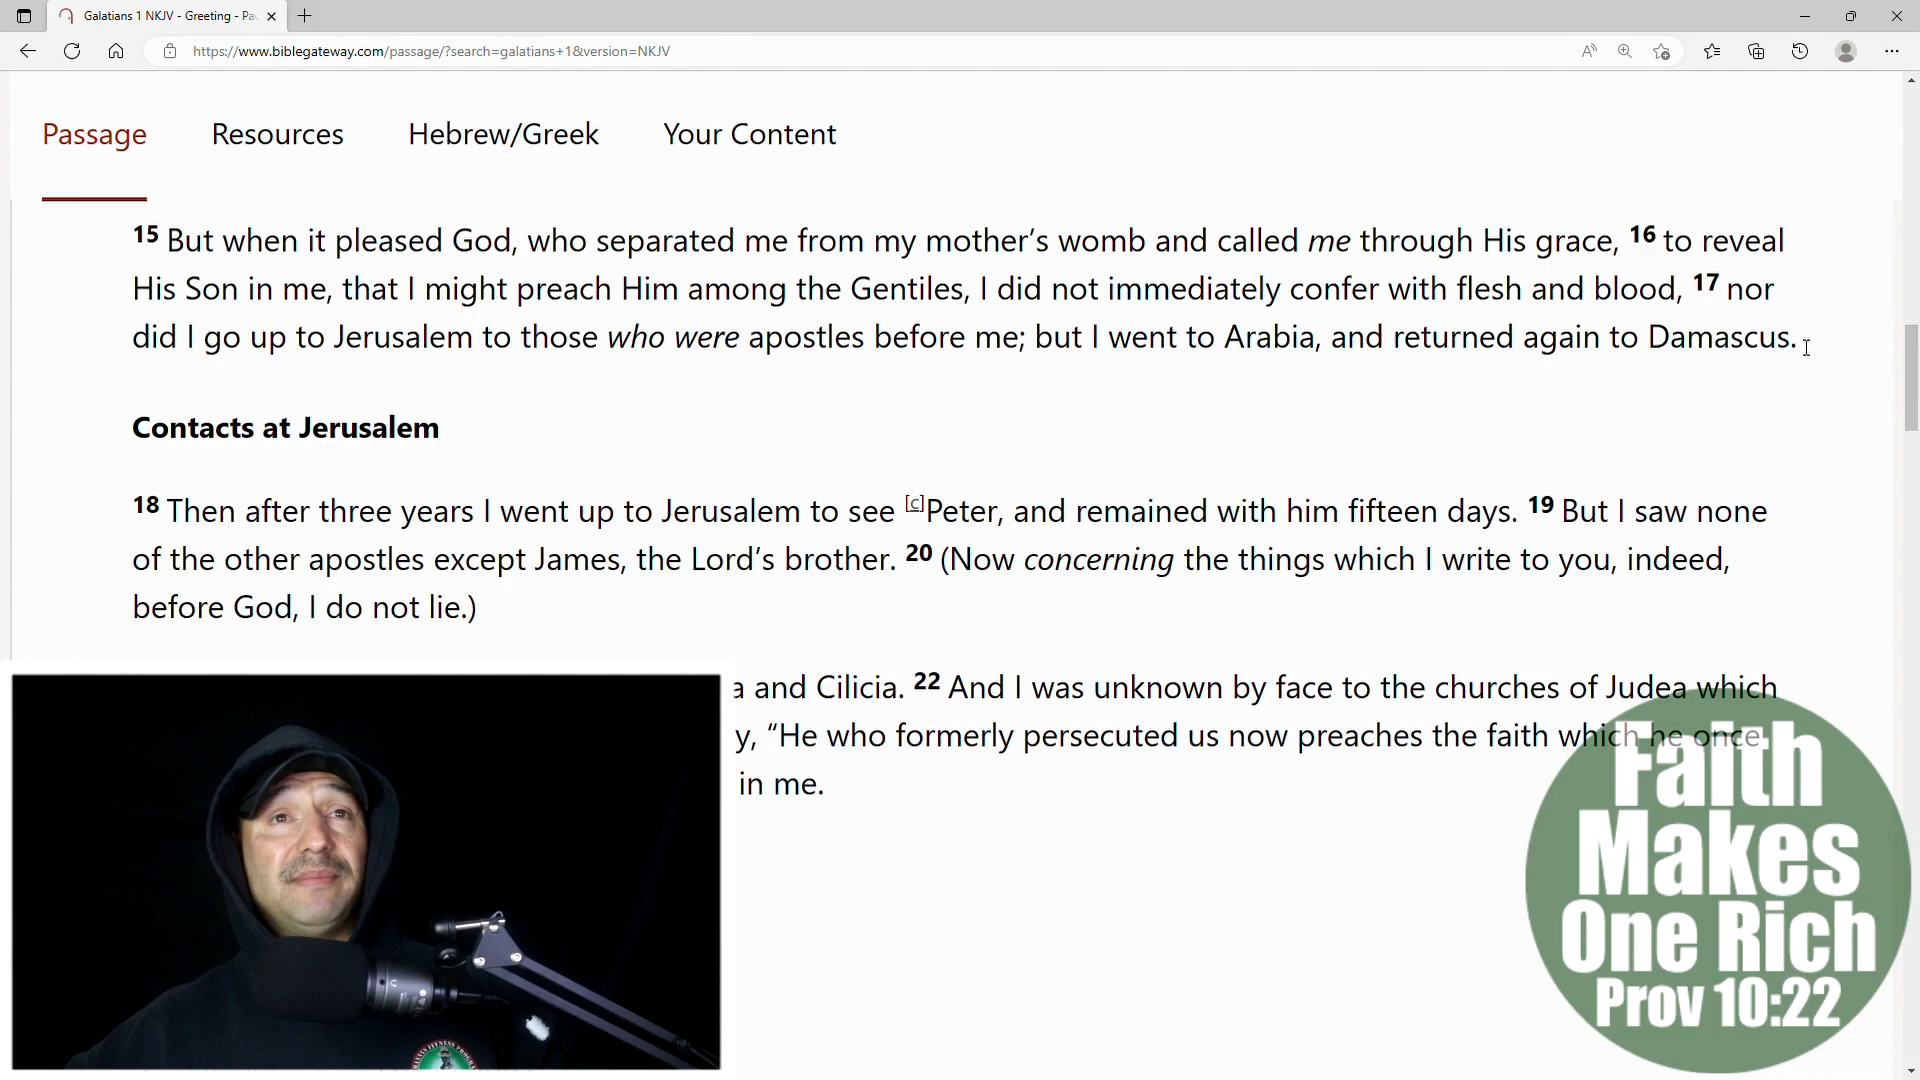 Galatians 1 NKJV - Greeting - Pa
https://www.biblegateway.com/passage/?search=galatians+1&version=NKJV
Passage Resources Hebrew/Greek Your Content
15 But when it pleased God, who separated me from my mother’s womb and called me through His grace, 16 to reveal
His Son in me, that I might preach Him among the Gentiles, I did not immediately confer with flesh and blood, 17 nor
did I go up to Jerusalem to those who were apostles before me; but I went to Arabia, and returned again to Damascus.
Contacts at Jerusalem
18 Then after three years I went up to Jerusalem to see [c]Peter, and remained with him fifteen days. 19 But I saw none
of the other apostles except James, the Lord’s brother. 20 (Now concerning the things which I write to you, indeed,
before God, I do not lie.)
a and Cilicia. 22 And I was unknown by face to the churches of Judea which
y, “He who formerly persecuted us now preaches the faith which he once
in me.
Faith
Makes
One Rich
Prov 10:22